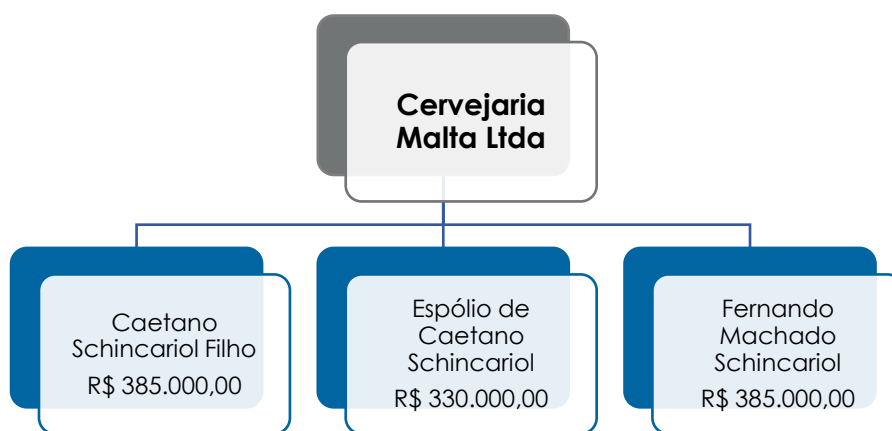 Cervejaria
Malta Ltda
Caetano
Schincariol Filho
R$ 385.000,00
Espólio de
Caetano
Schincariol
R$ 330.000,00
Fernando
Machado
Schincariol
R$ 385.000,00